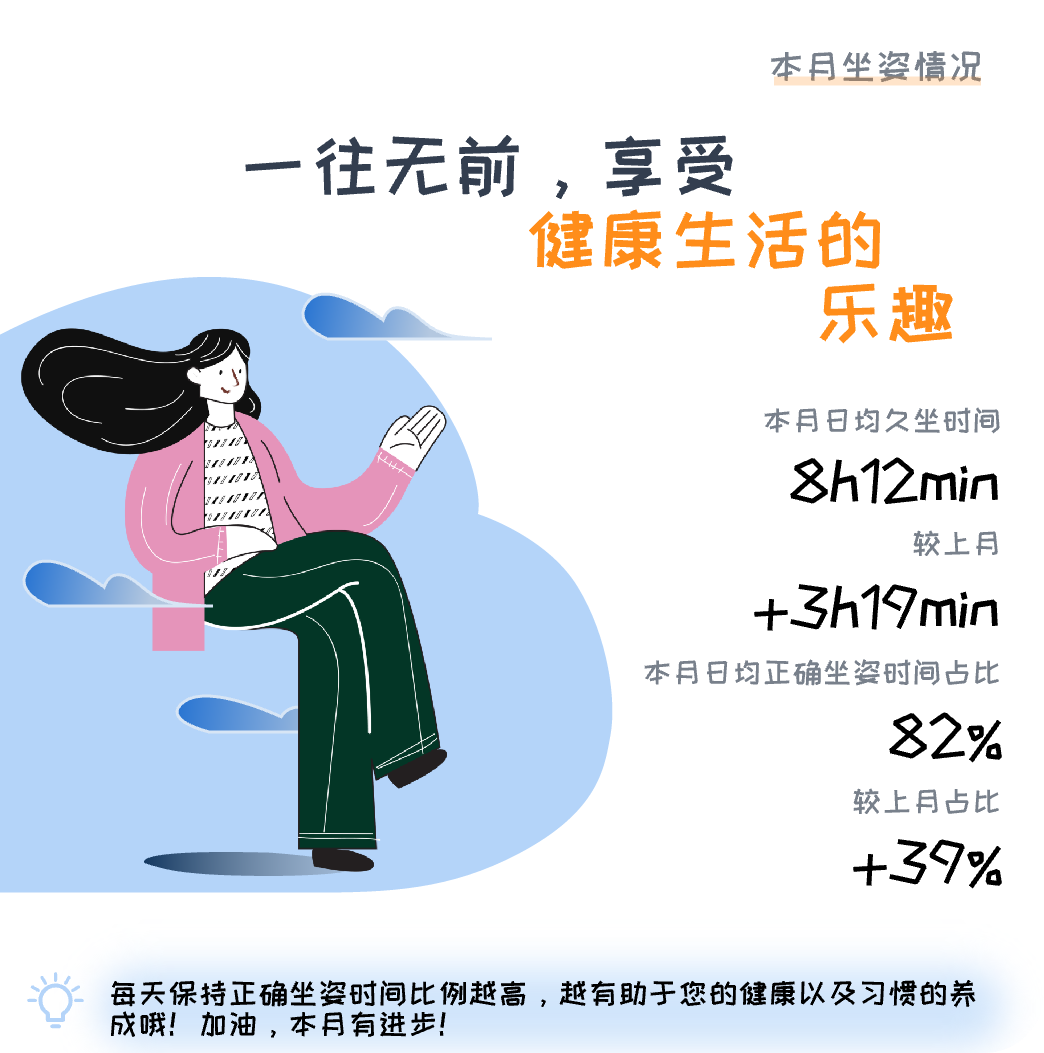 本月坐姿情况
一往无前，享受
健康生活的
乐趣
本月日均久坐时间
8h12min
较上月
+3h19min
本月日均正确坐姿时间占比
82%
较上月占比
+39%
每天保持正确坐姿时间比例越高，越有助于您的健康以及习惯的养
成哦！加油，本月有进步！